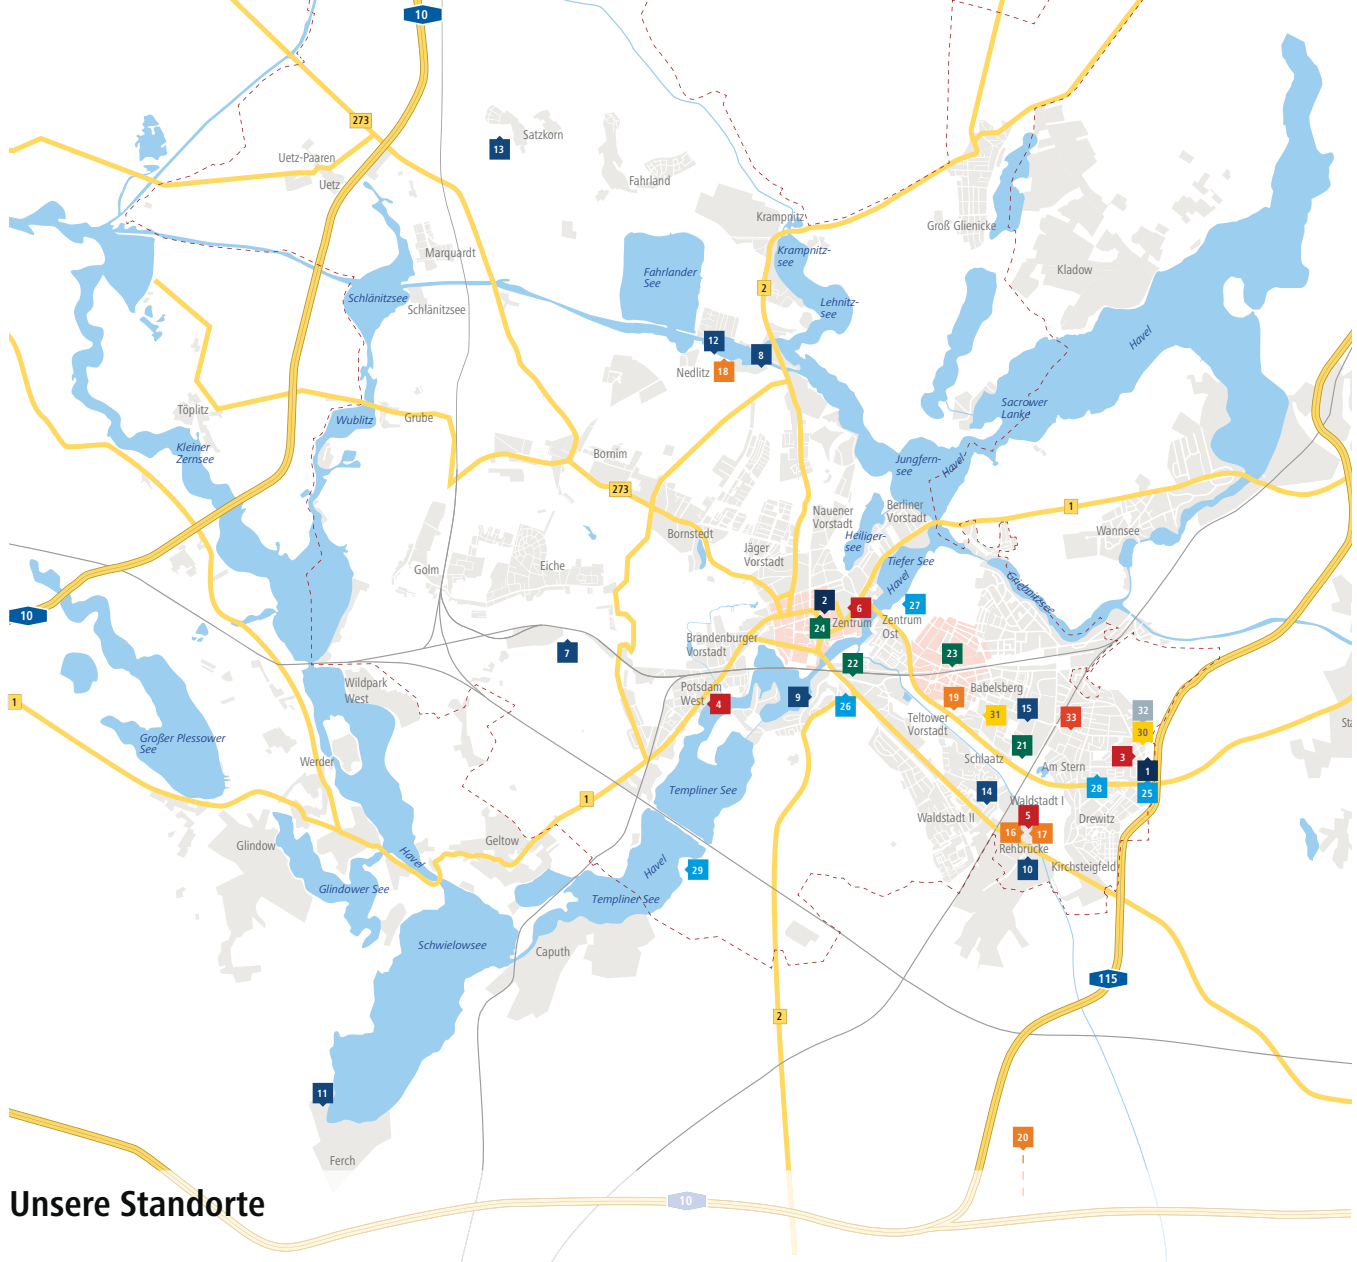 10
273
Satzkorn
13
Uetz-Paaren
Uetz
Fahrland
Krampnitz
Groß Glienicke
Marquardt
Krampnitz-
see
Kladow
Fahrlander
See
2
Schlänitzsee
Schlänitzsee
Lehnitz-
see
Havel
12
8
Nedlitz
18
Töplitz
Wublitz
Grube
Sacrower
Lanke
Kleiner
Zernsee
Bornim
Jungfern-
see
Havel
273
1
Nauener
Vorstadt
Berliner
Vorstadt
Wannsee
Bornstedt
Heiliger-
see
Jäger
Vorstadt
Golm
Eiche
Tiefer See
Havel
Griebnitzsee
10
2
6
27
24
Zentrum
Zentrum
Ost
Brandenburger
Vorstadt
7
22
23
Wildpark
West
Potsdam
West
4
9
26
19
Babelsberg
1
31
15
33
32
30
Teltower
Vorstadt
Großer Plessower
See
21
Sta
Schlaatz
3
Werder
Am Stern
1
Templiner See
14
28
25
1
Waldstadt I
5
Waldstadt II
Drewitz
16
17
Glindow
Geltow
Rehbrücke
Havel
Havel
29
10
Kirchsteigfeld
Glindower See
Templiner See
Schwielowsee
Caputh
115
2
11
20
Ferch
Unsere Standorte
10